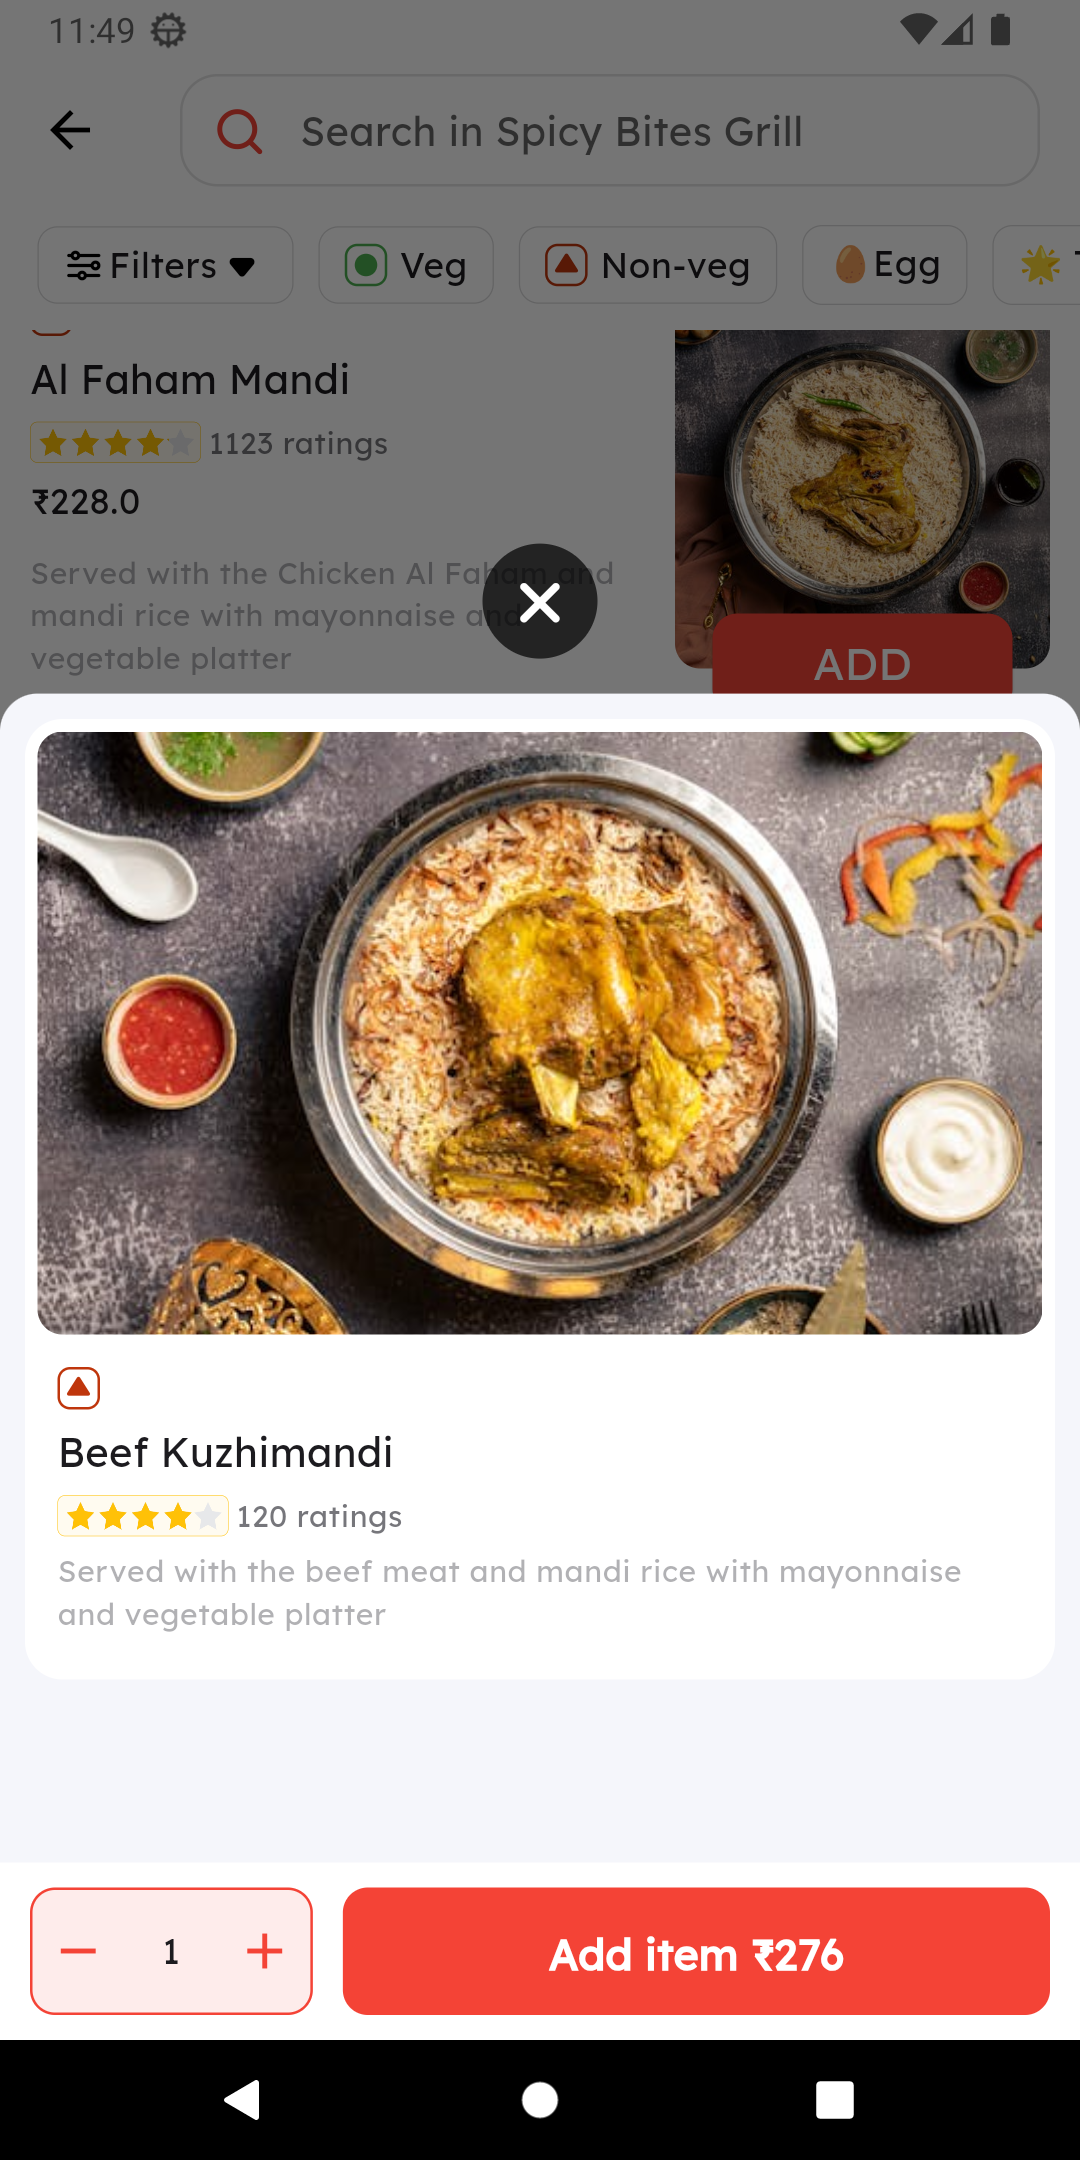 11:49
Search in Spicy Bites Grill
Filters
Veg
Non-veg
Egg
Al Faham Mandi
1123 ratings
₹228.0
Served with the Chicken Al Faham and
mandi rice with mayonnaise and
vegetable platter
ADD
Beef Kuzhimandi
120 ratings
Served with the beef meat and mandi rice with mayonnaise
and vegetable platter
1
Add item ₹276